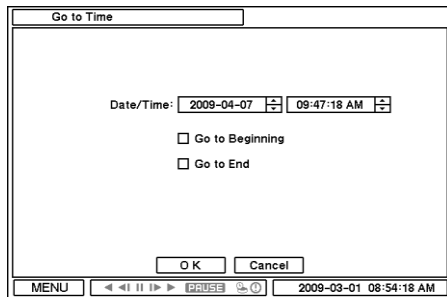 Go to Time
Date/Time: 2009-04-07 09:47:18 AM
Go to Beginning
Go to End
OK Cancel
MENU PAUSE 2009-03-01 08:54:18 AM